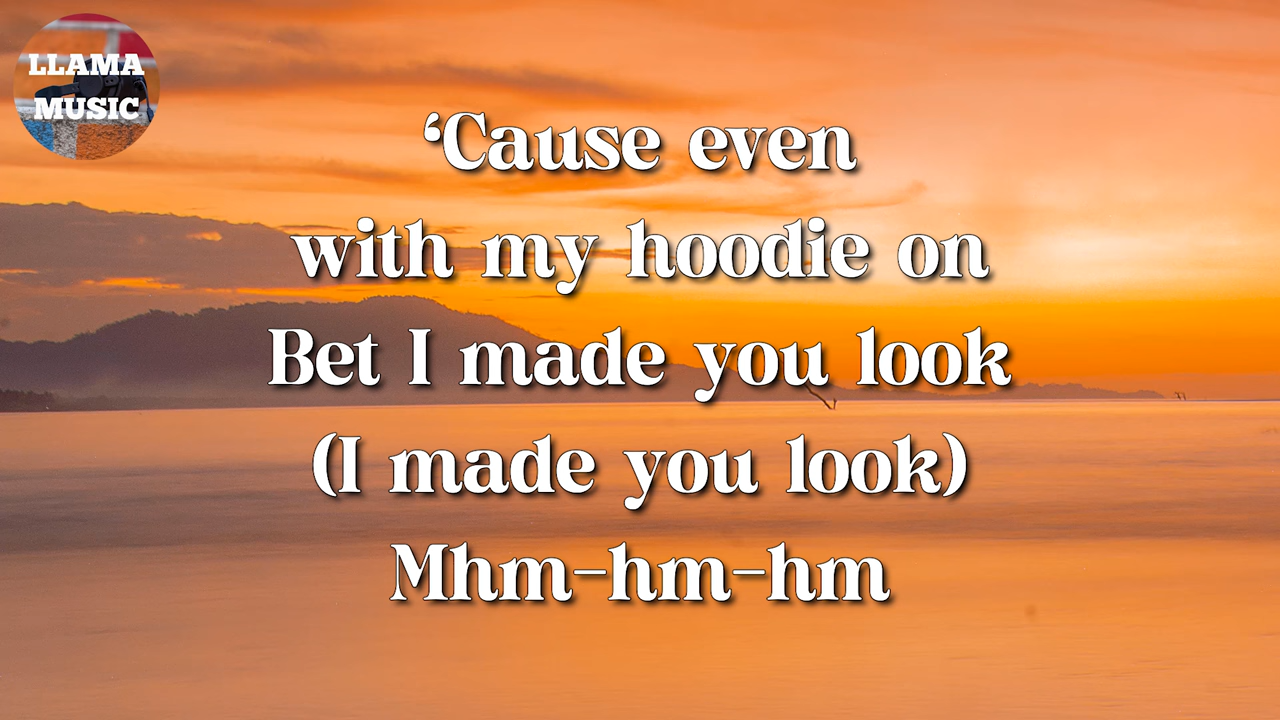 LLAMA
MUSIC
‘Cause even
with my hoodie on
Bet I made you look
(I made you look)
Mhm-hm-hm